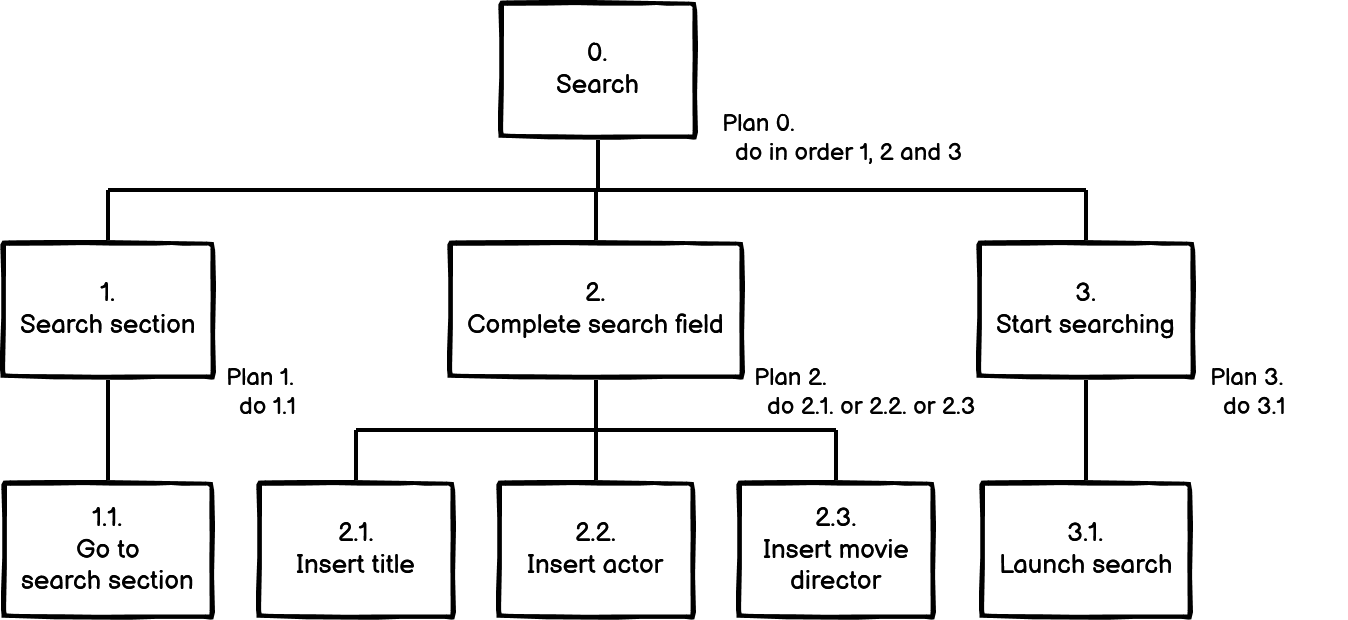 0.
Search
Plan 0.
do in order 1, 2 and 3
1.
Search section
2.
Complete search field
3.
Start searching
Plan 1.
do 1.1
Plan 2.
do 2.1. or 2.2. or 2.3
Plan 3.
do 3.1
1.1.
Go to
search section
2.1.
Insert title
2.2.
Insert actor
2.3.
Insert movie
director
3.1.
Launch search